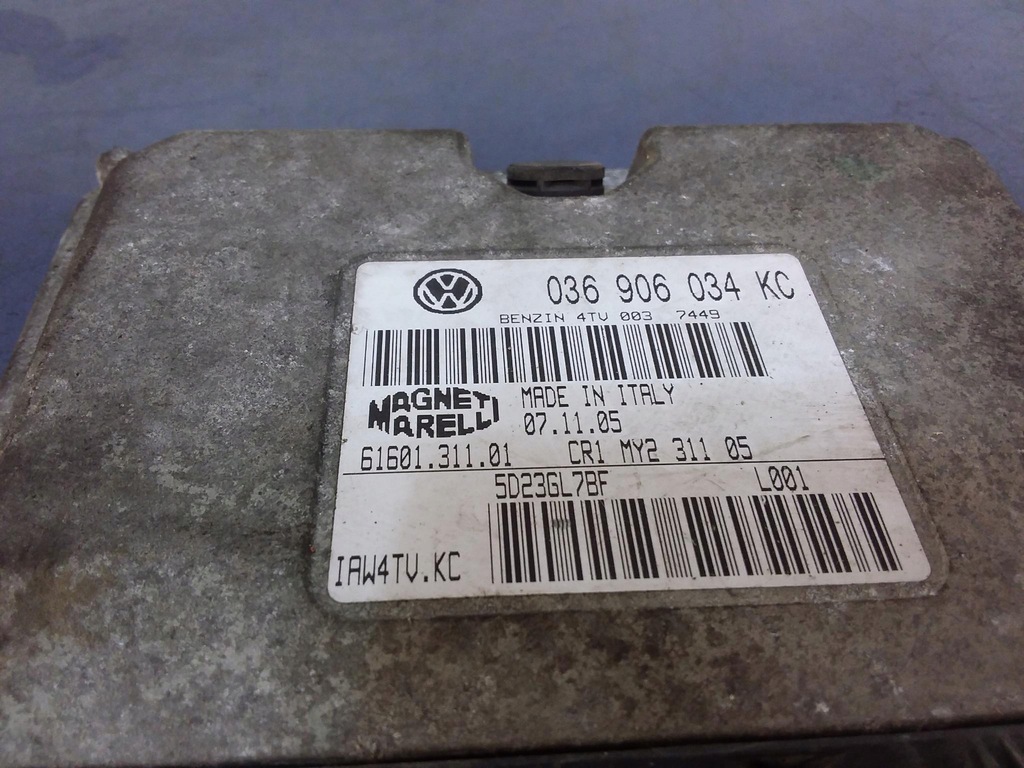 036 906 034 KC
BENZIN 4TV 003 7449
MAGNETI MARELLI
MADE IN ITALY
07.11.05
61601.311.01 CR1 MY2 311 05
5D23GL7BF L001
IAW4TV.KC